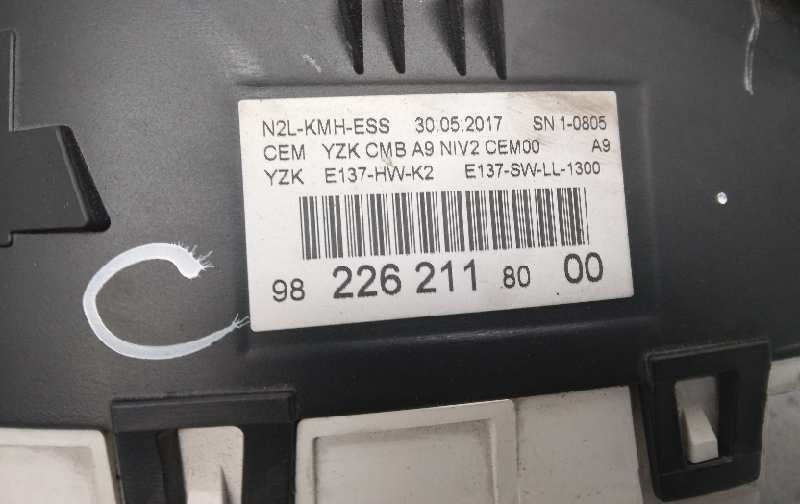 N2L-KMH-ESS 30.05.2017 SN 1-0805
CEM YZK CMB A9 NIV2 CEM00 A9
YZK E137-HW-K2 E137-SW-LL-1300
98 226 211 80 00
C